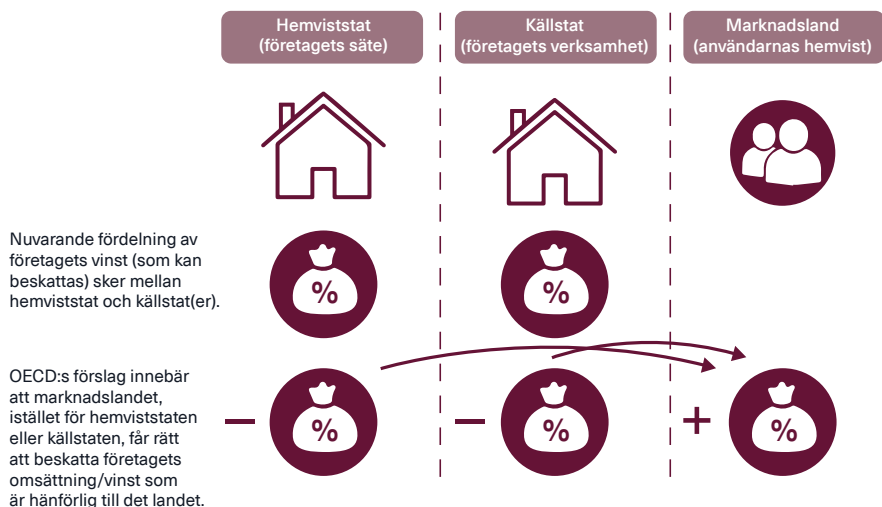 Hemviststat
(företagets säte)
Källstat
(företagets verksamhet)
Marknadsland
(användarnas hemvist)
Nuvarande fördelning av
företagets vinst (som kan
beskattas) sker mellan
hemviststat och källstat(er).
%
%
OECD:s förslag innebär
att marknadslandet,
istället för hemviststaten
eller källstaten, får rätt
att beskatta företagets
omsättning/vinst som
är hänförlig till det landet.
– %
– %
+ %